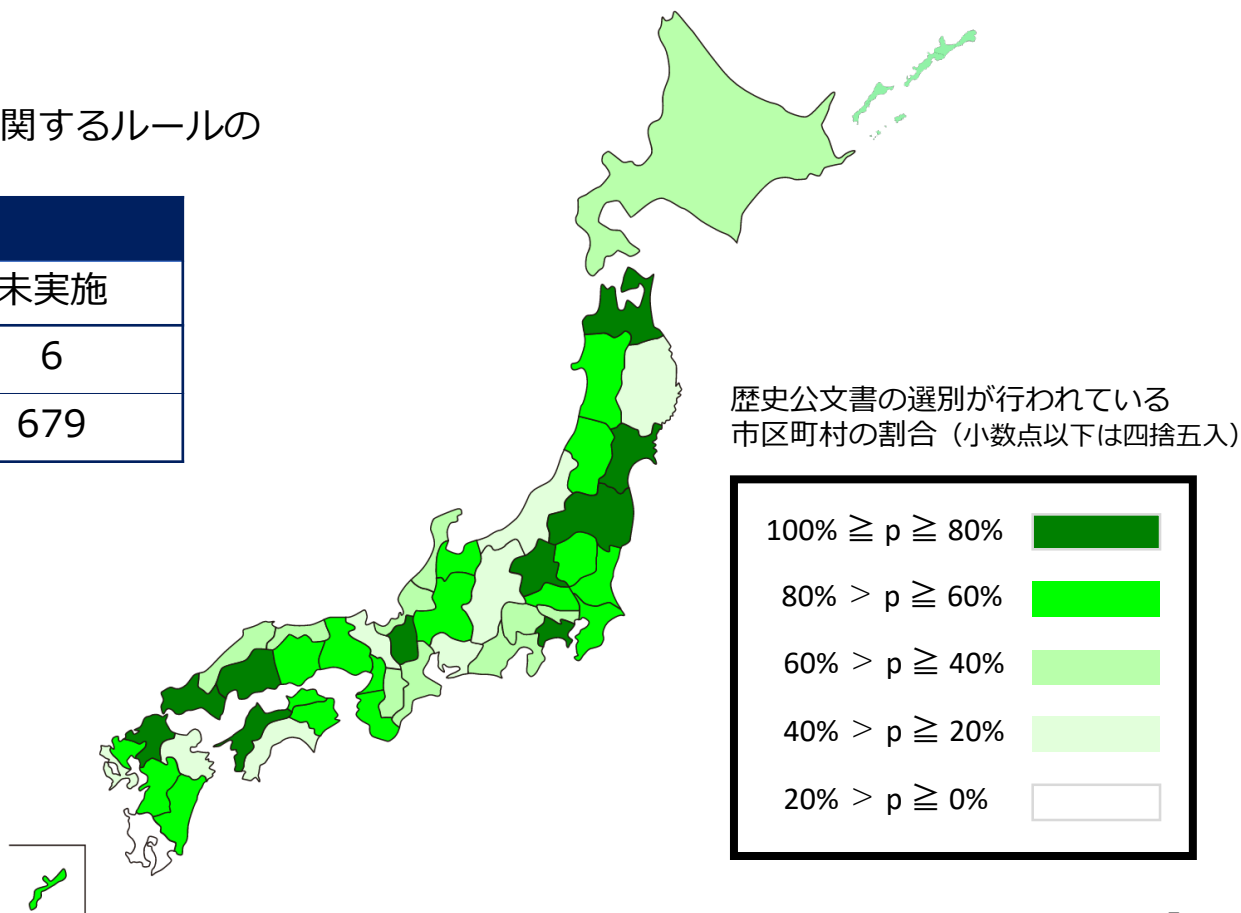 関するルールの
未実施
6
679
歴史公文書の選別が行われている
市区町村の割合（小数点以下は四捨五入）
100% ≧ p ≧ 80%
80% > p ≧ 60%
60% > p ≧ 40%
40% > p ≧ 20%
20% > p ≧ 0%